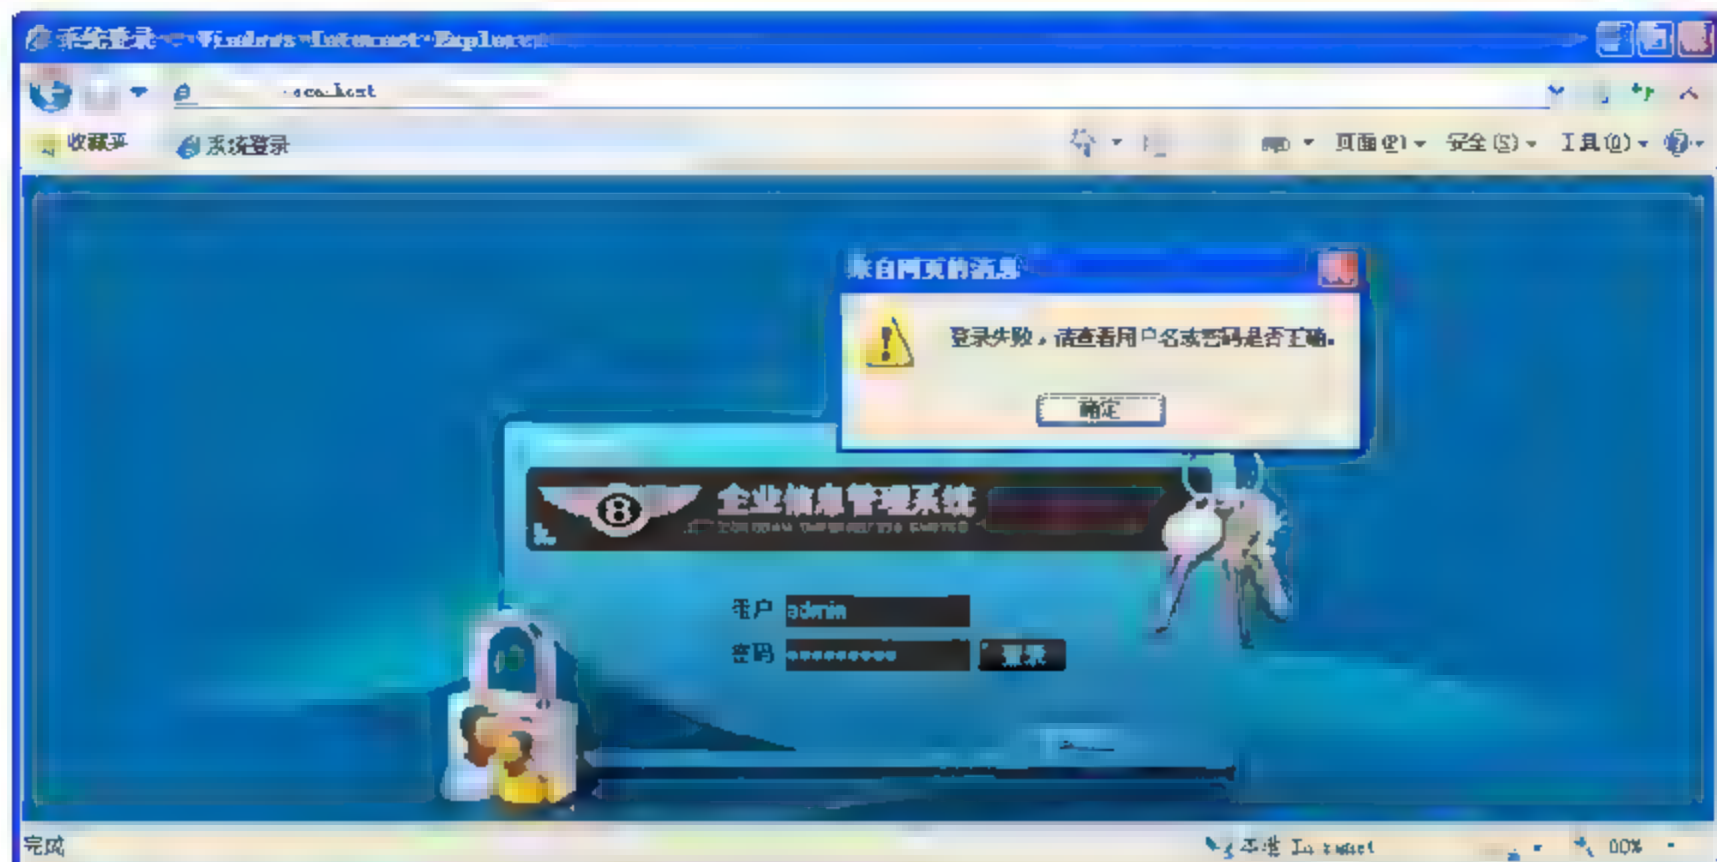 系统登录 - Windows Internet Explorer
收藏夹 系统登录 页面(P) 安全(S) 工具(O)
来自网页的消息
登录失败，请查看用户名或密码是否正确。
确定
企业信息管理系统
租户 admin
密码 ●●●●●●●●● 登录
完成